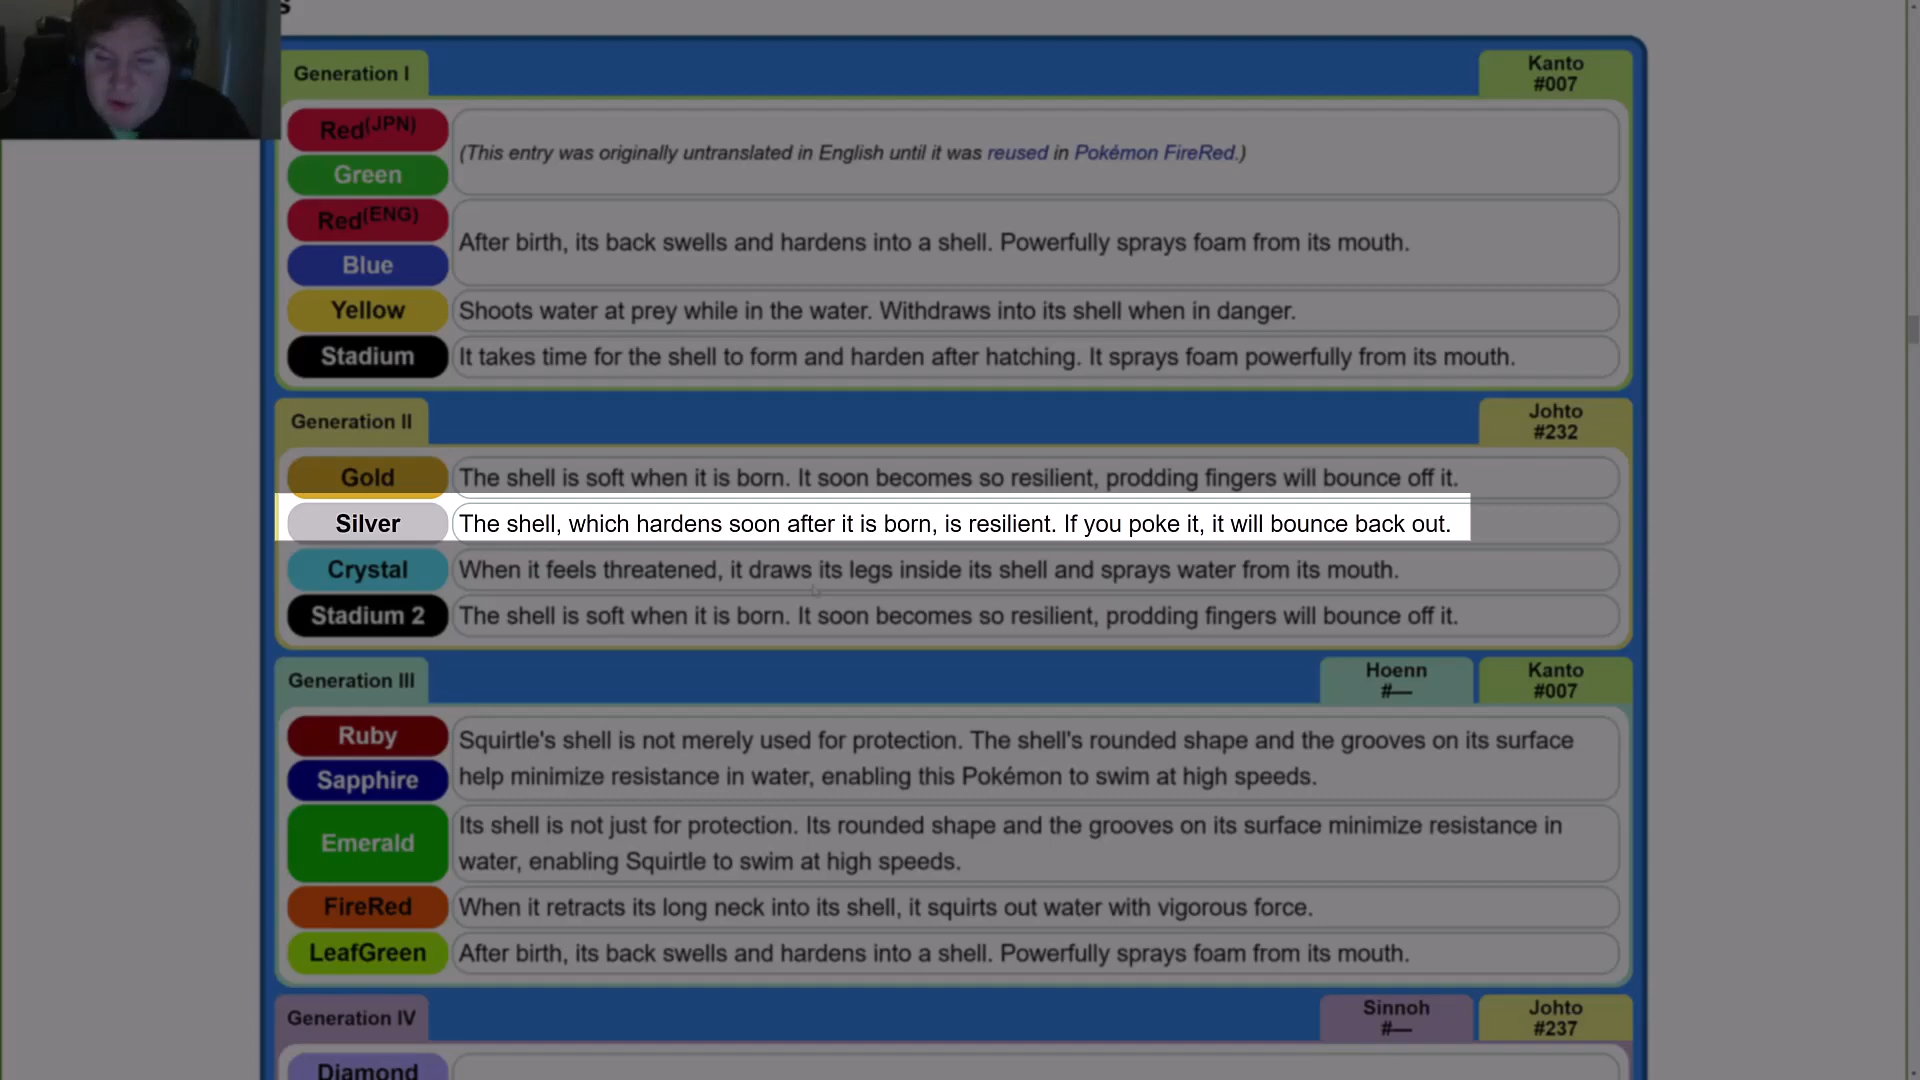 s
Generation I
Kanto
#007
Red(JPN)
Green
(This entry was originally untranslated in English until it was reused in Pokémon FireRed.)
Red(ENG)
Blue
After birth, its back swells and hardens into a shell. Powerfully sprays foam from its mouth.
Yellow
Shoots water at prey while in the water. Withdraws into its shell when in danger.
Stadium
It takes time for the shell to form and harden after hatching. It sprays foam powerfully from its mouth.
Generation II
Johto
#232
Gold
The shell is soft when it is born. It soon becomes so resilient, prodding fingers will bounce off it.
Silver
The shell, which hardens soon after it is born, is resilient. If you poke it, it will bounce back out.
Crystal
When it feels threatened, it draws its legs inside its shell and sprays water from its mouth.
Stadium 2
The shell is soft when it is born. It soon becomes so resilient, prodding fingers will bounce off it.
Generation III
Hoenn
#—
Kanto
#007
Ruby
Sapphire
Squirtle's shell is not merely used for protection. The shell's rounded shape and the grooves on its surface
help minimize resistance in water, enabling this Pokémon to swim at high speeds.
Emerald
Its shell is not just for protection. Its rounded shape and the grooves on its surface minimize resistance in
water, enabling Squirtle to swim at high speeds.
FireRed
When it retracts its long neck into its shell, it squirts out water with vigorous force.
LeafGreen
After birth, its back swells and hardens into a shell. Powerfully sprays foam from its mouth.
Generation IV
Sinnoh
#—
Johto
#237
Diamond